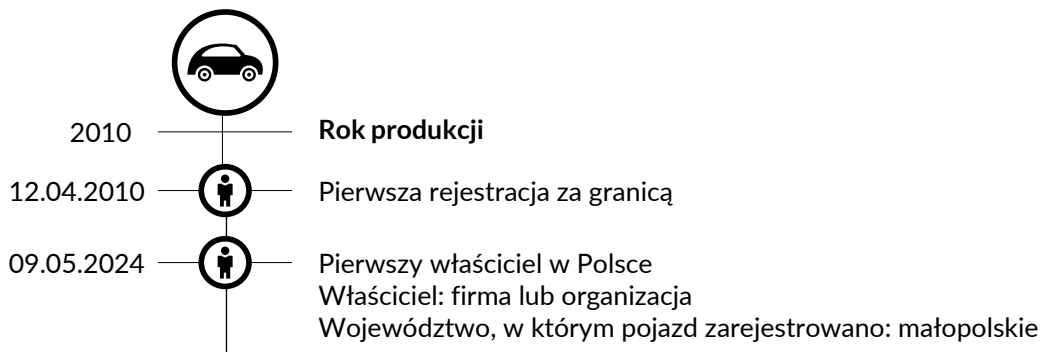 2010 Rok produkcji
12.04.2010 Pierwsza rejestracja za granicą
09.05.2024 Pierwszy właściciel w Polsce
Właściciel: firma lub organizacja
Województwo, w którym pojazd zarejestrowano: małopolskie